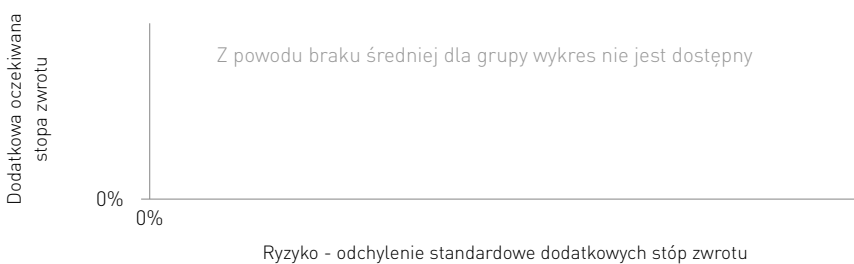 Dodatkowa oczekiwana
stopa zwrotu
Z powodu braku średniej dla grupy wykres nie jest dostępny
0%
0%
Ryzyko - odchylenie standardowe dodatkowych stóp zwrotu